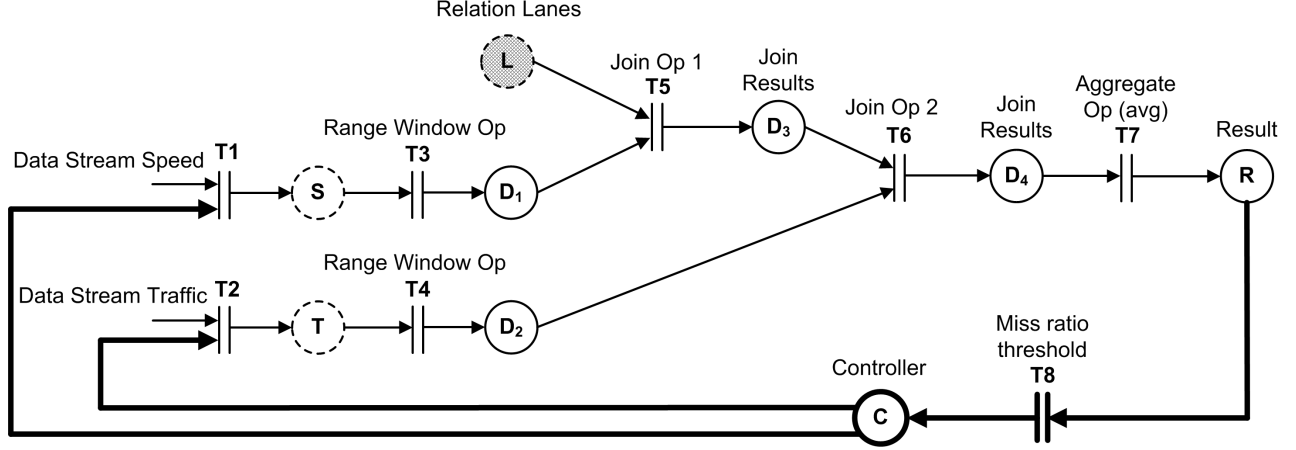 Relation Lanes
L
Join Op 1
T5
Join
Results
D3
Join Op 2
T6
Join
Results
D4
Aggregate
Op (avg)
T7
Result
R
Data Stream Speed
T1
S
Range Window Op
T3
D1
Data Stream Traffic
T2
T
Range Window Op
T4
D2
Miss ratio
threshold
T8
Controller
C